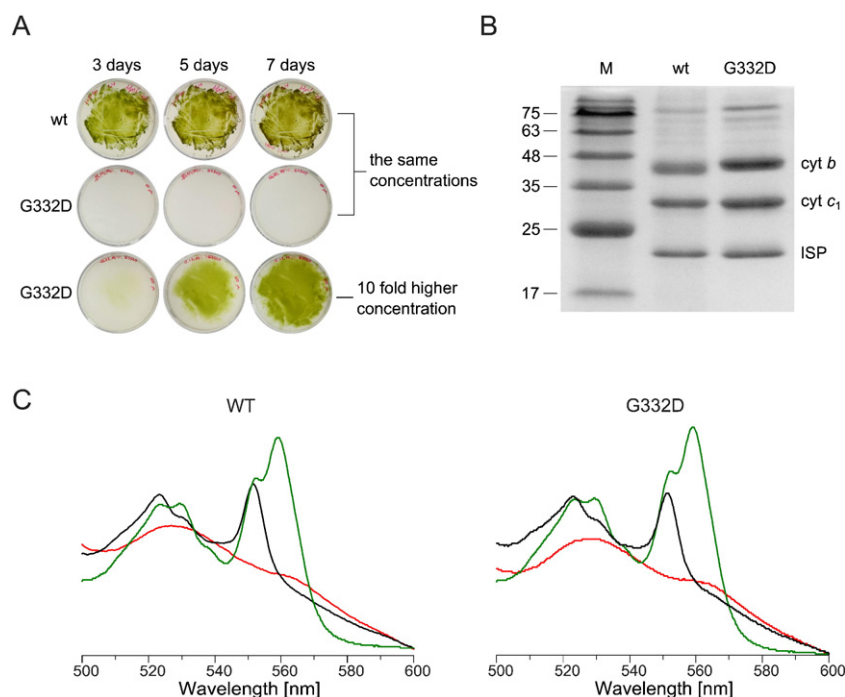 A
3 days 5 days 7 days
wt
G332D
G332D
the same
concentrations
10 fold higher
concentration
B
M wt G332D
75
63
48
35
25
17
cyt b
cyt c1
ISP
C
WT
500 520 540 560 580 600
Wavelength [nm]
G332D
500 520 540 560 580 600
Wavelength [nm]